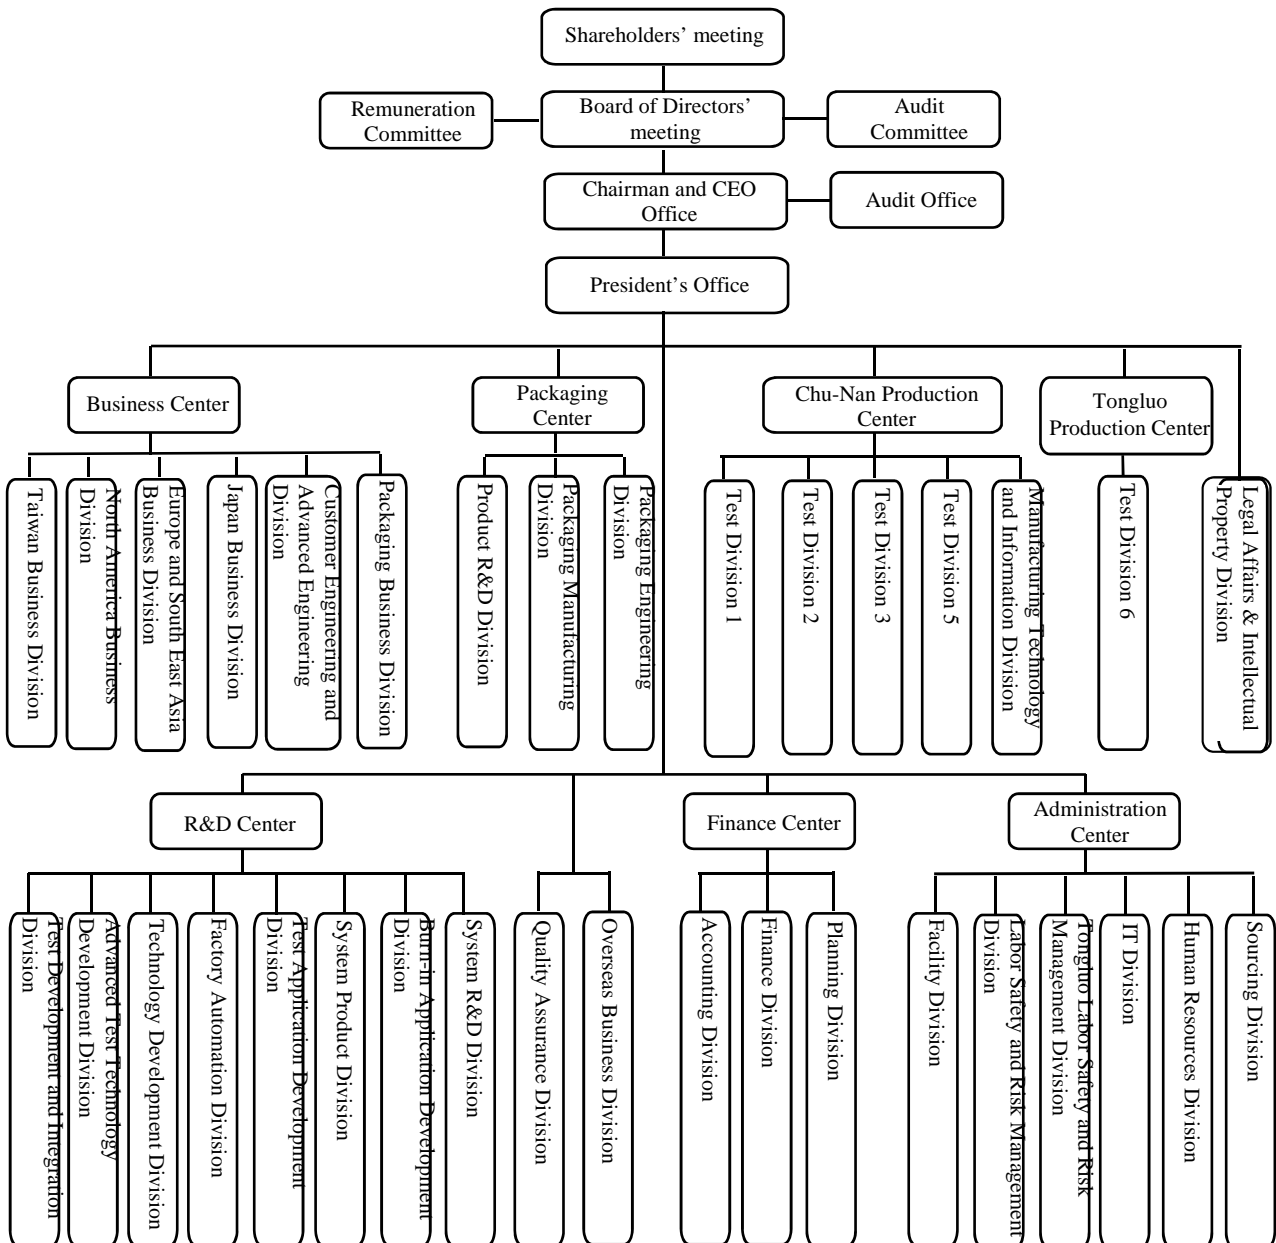 Shareholders’ meeting
Remuneration
Committee
Board of Directors’
meeting
Audit
Committee
Chairman and CEO
Office
Audit Office
President’s Office
Business Center
Packaging
Center
Chu-Nan Production
Center
Tongluo
Production Center
Taiwan Business Division
North America Business
Division
Europe and South East Asia
Business Division
Japan Business Division
Customer Engineering and
Advanced Engineering
Division
Packaging Business Division
Product R&D Division
Packaging Manufacturing
Division
Packaging Engineering
Division
Test Division 1
Test Division 2
Test Division 3
Test Division 5
Manufacturing Technology
and Information Division
Test Division 6
Legal Affairs & Intellectual
Property Division
R&D Center
Finance Center
Administration
Center
Test Development and Integration
Division
Advanced Test Technology
Development Division
Technology Development Division
Factory Automation Division
Test Application Development
Division
System Product Division
Burn-in Application Development
Division
System R&D Division
Quality Assurance Division
Overseas Business Division
Accounting Division
Finance Division
Planning Division
Facility Division
Labor Safety and Risk Management
Division
Tongluo Labor Safety and Risk
Management Division
IT Division
Human Resources Division
Sourcing Division